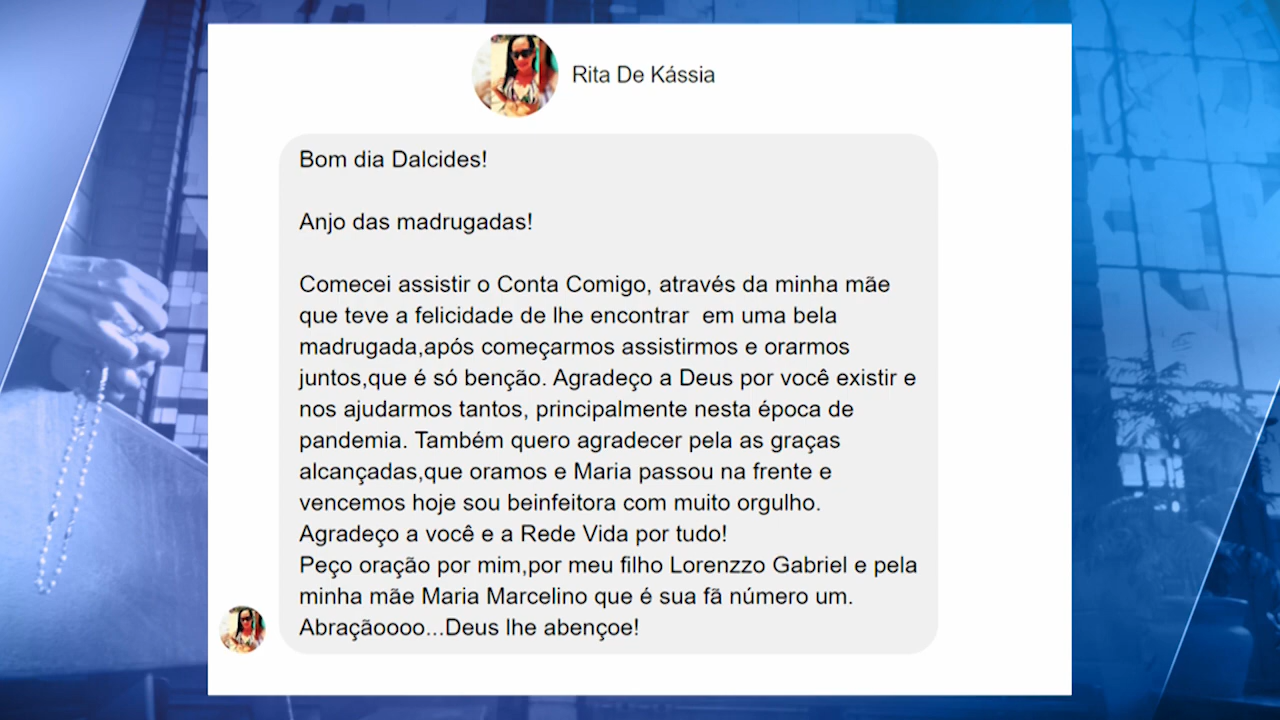 Rita De Kássia
Bom dia Dalcides!
Anjo das madrugadas!
Comecei assistir o Conta Comigo, através da minha mãe
que teve a felicidade de lhe encontrar  em uma bela
madrugada,após começarmos assistirmos e orarmos
juntos,que é só benção. Agradeço a Deus por você existir e
nos ajudarmos tantos, principalmente nesta época de
pandemia. Também quero agradecer pela as graças
alcançadas,que oramos e Maria passou na frente e
vencemos hoje sou beinfeitora com muito orgulho.
Agradeço a você e a Rede Vida por tudo!
Peço oração por mim,por meu filho Lorenzzo Gabriel e pela
minha mãe Maria Marcelino que é sua fã número um.
Abraçãoooo...Deus lhe abençoe!